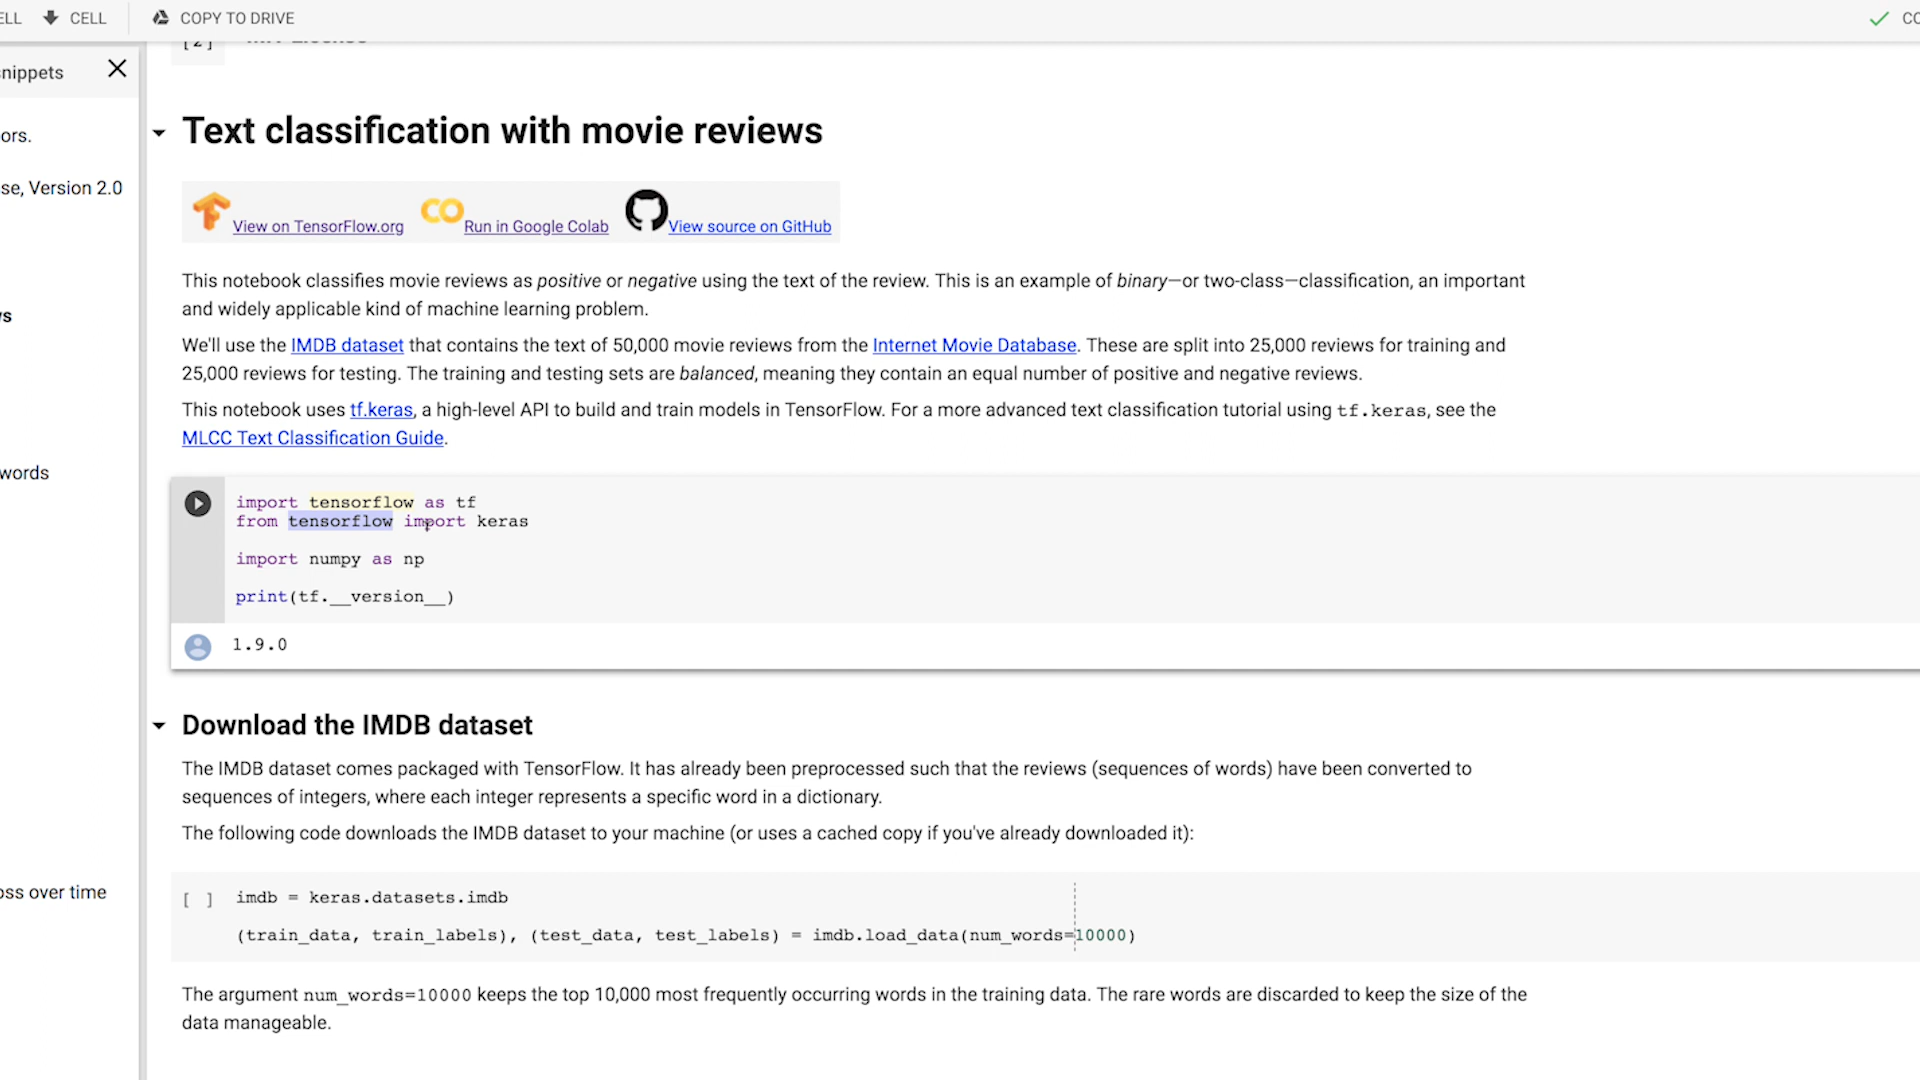 CELL
COPY TO DRIVE
[2]
snippets
Text classification with movie reviews
se, Version 2.0
View on TensorFlow.org Run in Google Colab View source on GitHub
This notebook classifies movie reviews as positive or negative using the text of the review. This is an example of binary—or two-class—classification, an important
and widely applicable kind of machine learning problem.
We'll use the IMDB dataset that contains the text of 50,000 movie reviews from the Internet Movie Database. These are split into 25,000 reviews for training and
25,000 reviews for testing. The training and testing sets are balanced, meaning they contain an equal number of positive and negative reviews.
This notebook uses tf.keras, a high-level API to build and train models in TensorFlow. For a more advanced text classification tutorial using tf.keras, see the
MLCC Text Classification Guide.
words
import tensorflow as tf
from tensorflow import keras
import numpy as np
print(tf.__version__)
1.9.0
Download the IMDB dataset
The IMDB dataset comes packaged with TensorFlow. It has already been preprocessed such that the reviews (sequences of words) have been converted to
sequences of integers, where each integer represents a specific word in a dictionary.
The following code downloads the IMDB dataset to your machine (or uses a cached copy if you've already downloaded it):
oss over time
[ ] imdb = keras.datasets.imdb
(train_data, train_labels), (test_data, test_labels) = imdb.load_data(num_words=10000)
The argument num_words=10000 keeps the top 10,000 most frequently occurring words in the training data. The rare words are discarded to keep the size of the
data manageable.